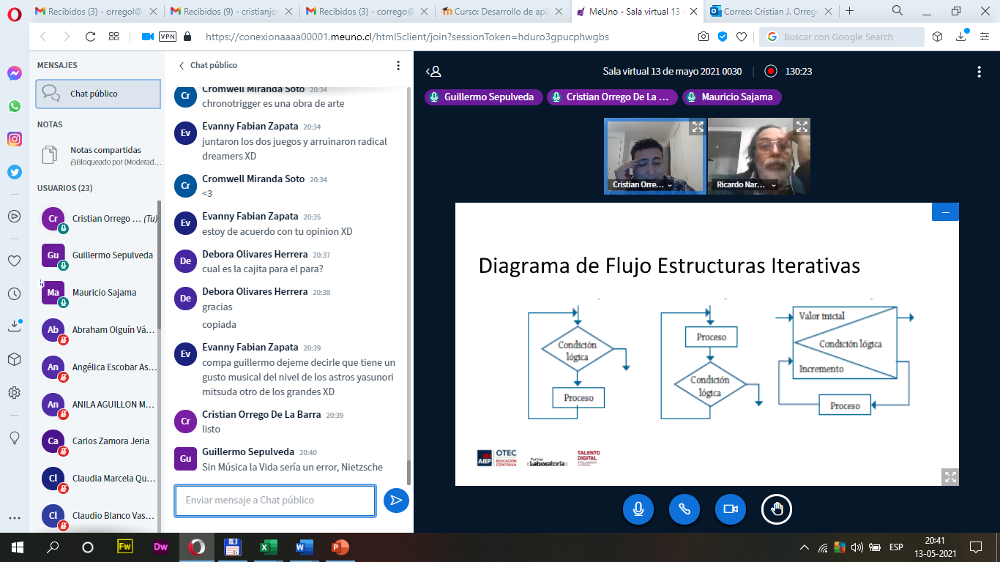 Recibidos (3) - orregol@
Recibidos (9) - cristianjor
Recibidos (3) - corrego@
Curso: Desarrollo de apli
MeUno - Sala virtual 13
Correo: Cristian J. Orreg
VPN
https://conexionaaaa00001.meuno.cl/html5client/join?sessionToken=hduro3gpucphwgbs
Buscar con Google Search
MENSAJES
Chat público
NOTAS
Notas compartidas
Bloqueado por (Moderad...
USUARIOS (23)
Cr
Cristian Orrego ... (Tu)
Gu
Guillermo Sepulveda
Ma
Mauricio Sajama
Ab
Abraham Olguín Vá...
An
Angélica Escobar As...
An
ANILA AGUILLON M...
Ca
Carlos Zamora Jeria
Cl
Claudia Marcela Qu...
Cl
Claudio Blanco Vas...
Chat público
Cr
Cromwell Miranda Soto 20:34
chronotrigger es una obra de arte
Ev
Evanny Fabian Zapata 20:34
juntaron los dos juegos y arruinaron radical
dreamers XD
Cr
Cromwell Miranda Soto 20:34
<3
Ev
Evanny Fabian Zapata 20:35
estoy de acuerdo con tu opinion XD
De
Debora Olivares Herrera 20:37
cual es la cajita para el para?
De
Debora Olivares Herrera 20:38
gracias
copiada
Ev
Evanny Fabian Zapata 20:39
compa guillermo dejeme decirle que tiene un
gusto musical del nivel de los astros yasunori
mitsuda otro de los grandes XD
Cr
Cristian Orrego De La Barra 20:39
listo
Gu
Guillermo Sepulveda 20:40
Sin Música la Vida sería un error, Nietzsche
Enviar mensaje a Chat público
Sala virtual 13 de mayo 2021 0030
130:23
Guillermo Sepulveda
Cristian Orrego De La ...
Mauricio Sajama
Cristian Orre...
Ricardo Nar...
Diagrama de Flujo Estructuras Iterativas
Condición
lógica
Proceso
Proceso
Condición
lógica
Valor inicial
Condición lógica
Incremento
Proceso
AIEP
OTEC
EDUCACIÓN
CONTINUA
Partner
Laboratoria
TALENTO
DIGITAL
Fw
Dw
ESP
20:41
13-05-2021